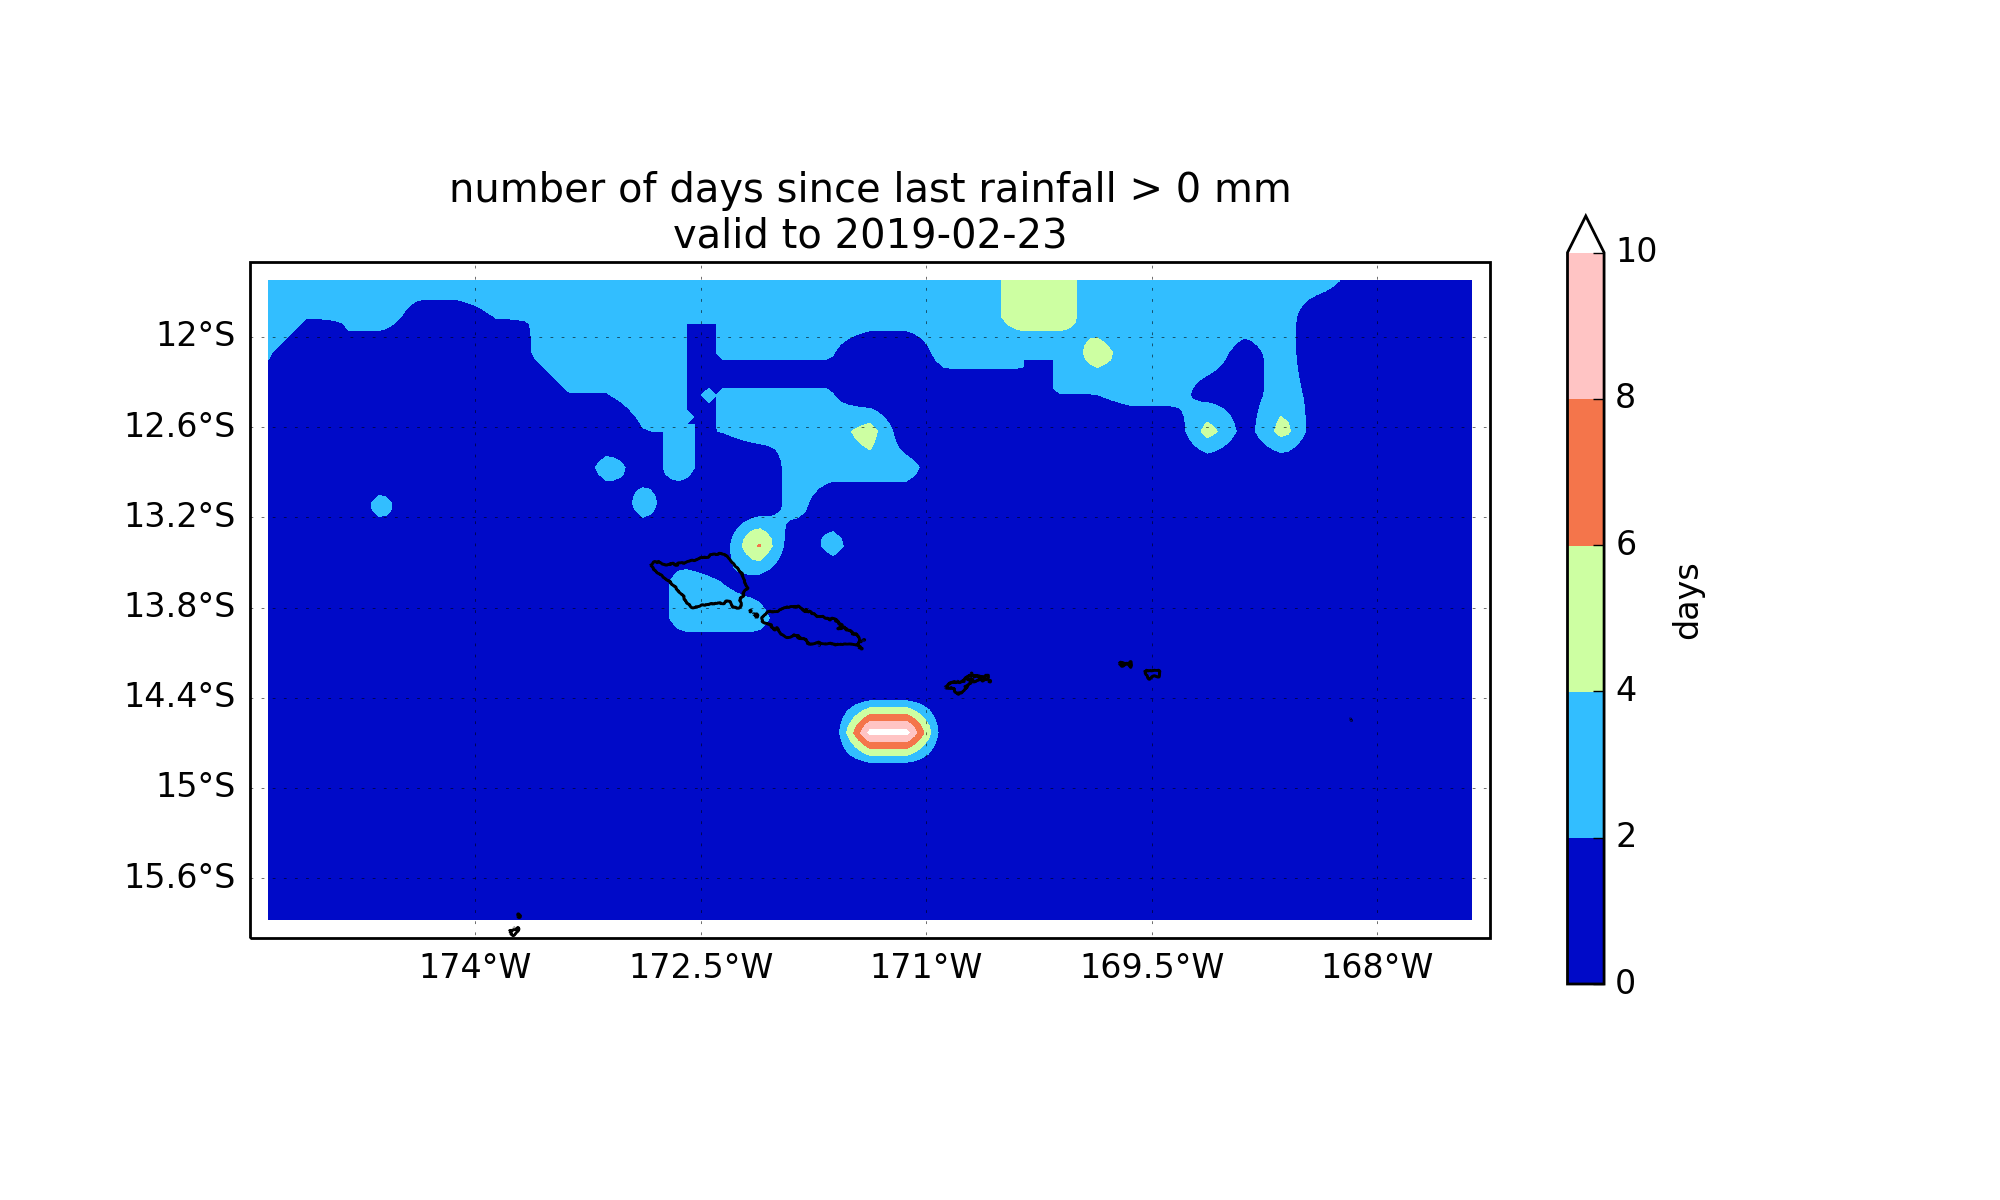 number of days since last rainfall > 0 mm
valid to 2019-02-23
12°S
12.6°S
13.2°S
13.8°S
14.4°S
15°S
15.6°S
174°W 172.5°W 171°W 169.5°W 168°W
10
8
6
4
2
0
days